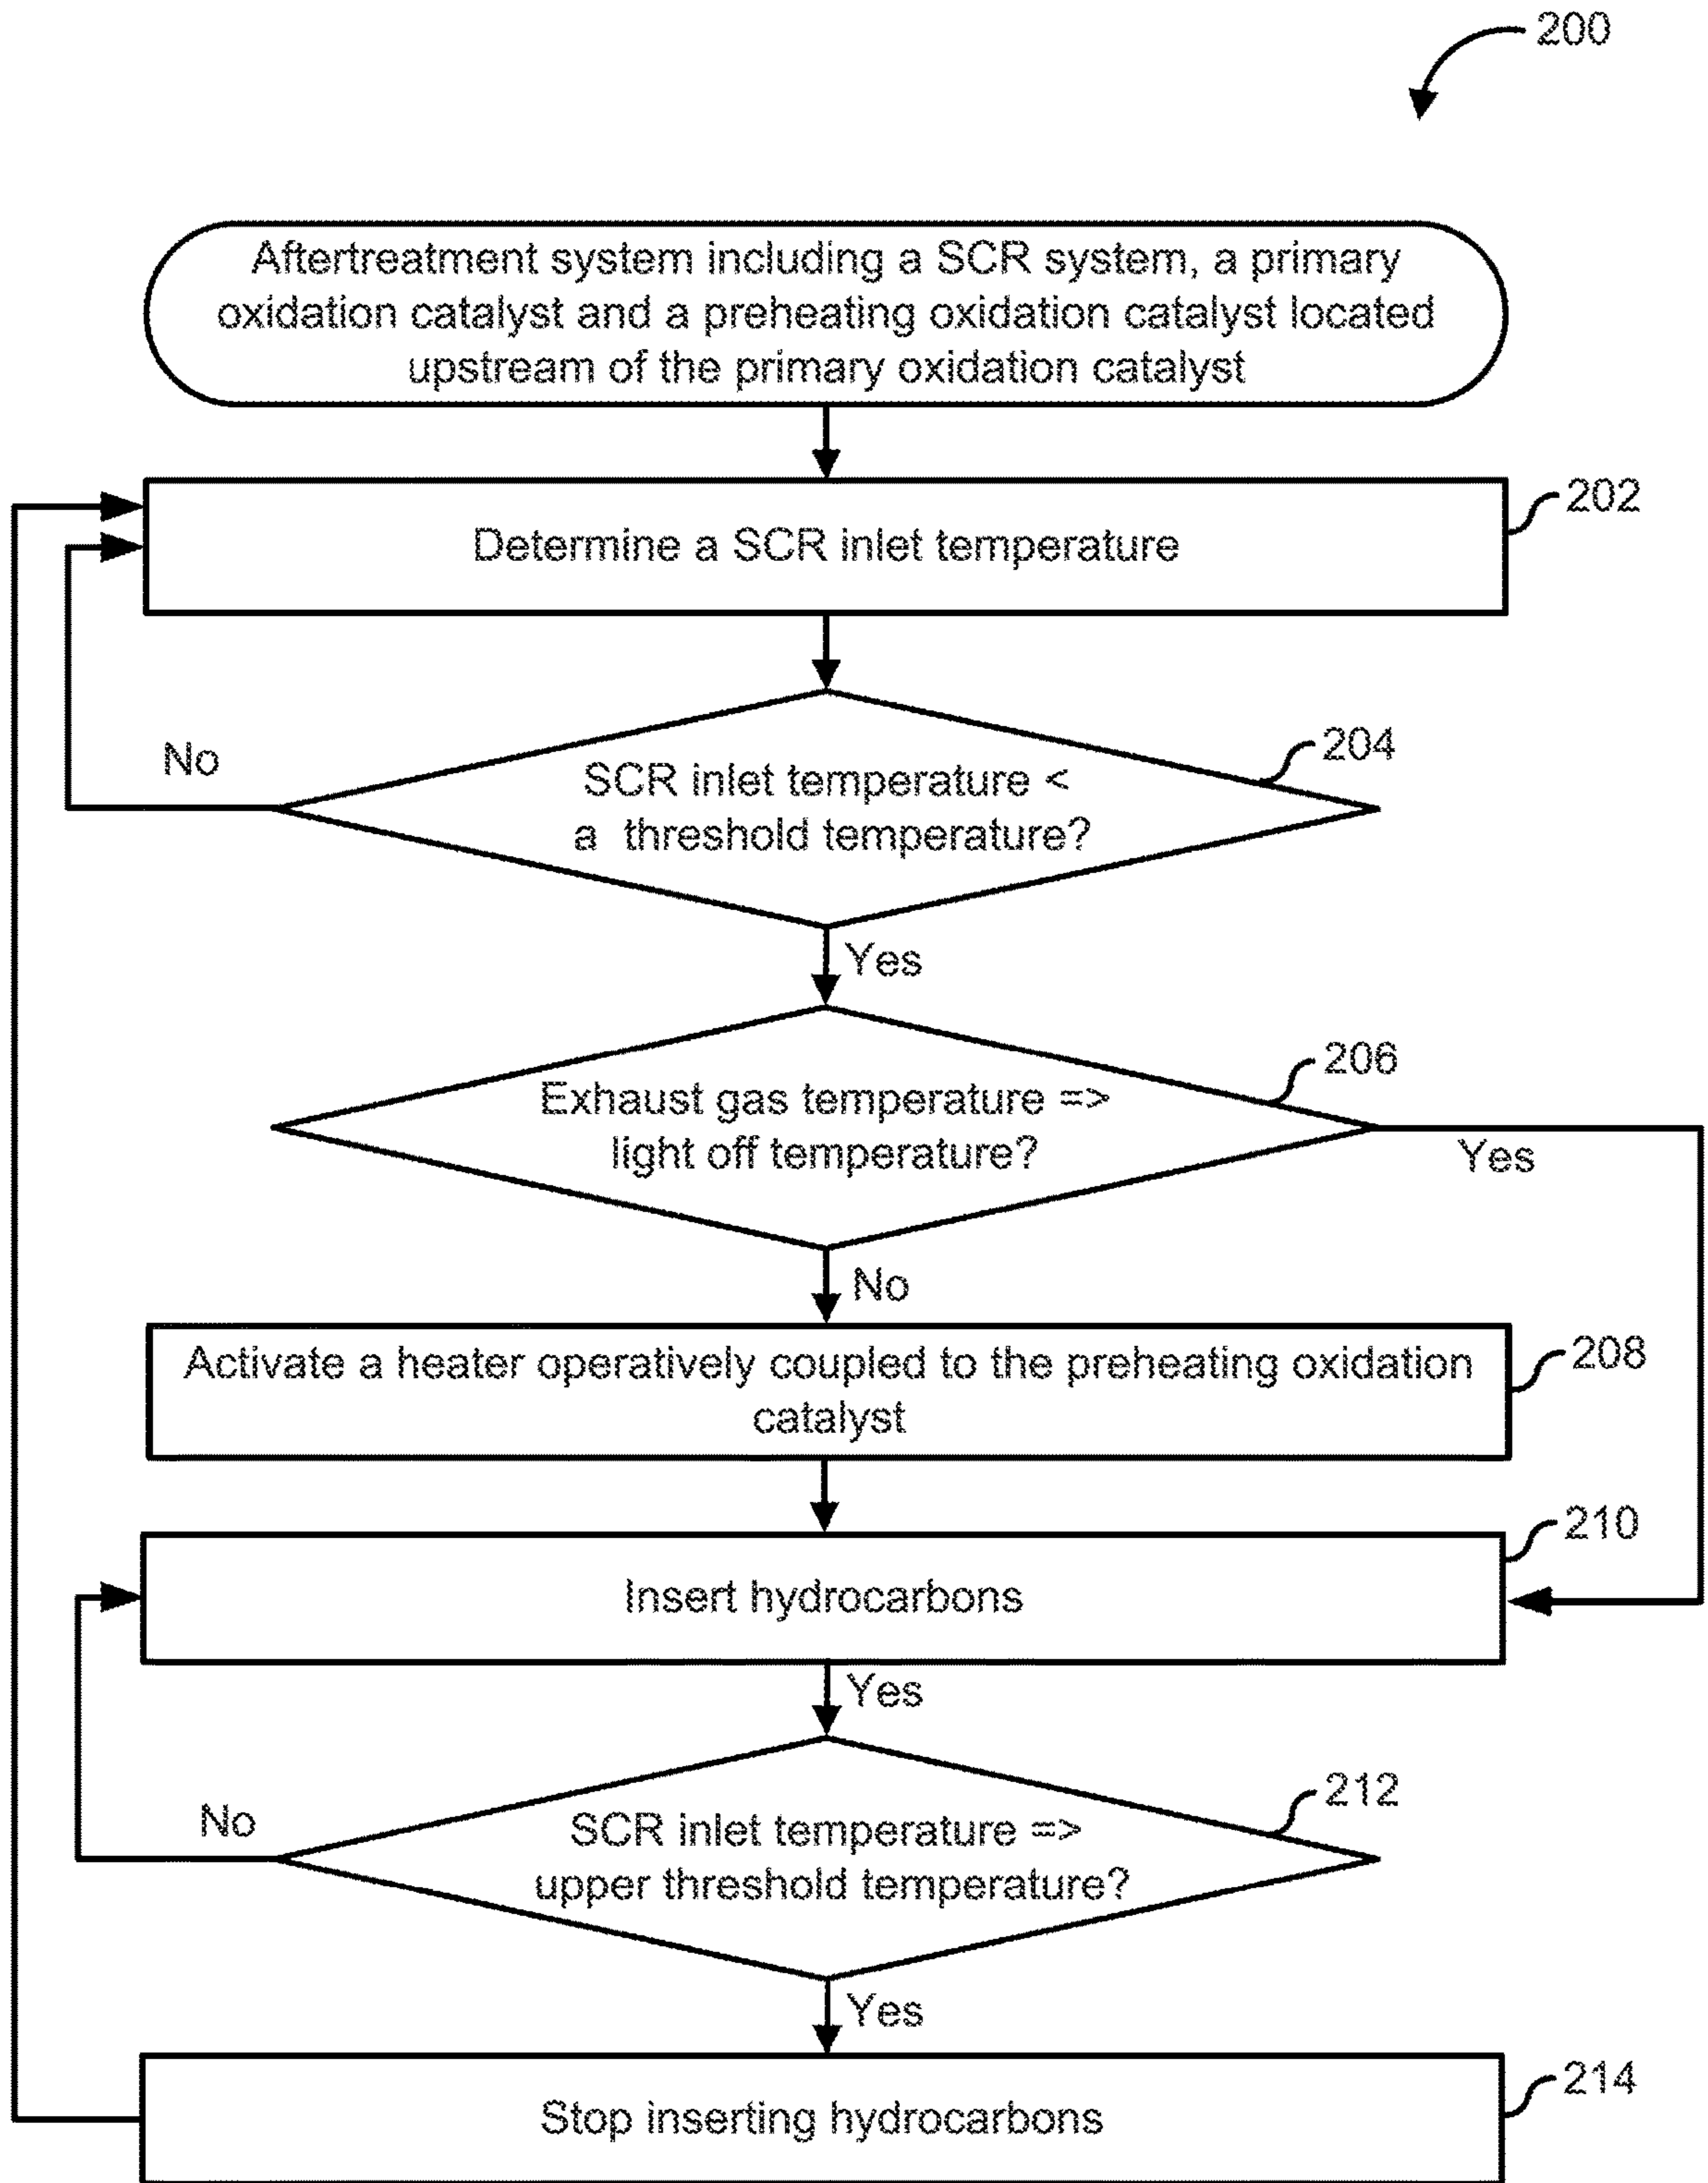 200
Aftertreatment system including a SCR system, a primary
oxidation catalyst and a preheating oxidation catalyst located
upstream of the primary oxidation catalyst
202
Determine a SCR inlet temperature
204
No
SCR inlet temperature <
a threshold temperature?
Yes
206
Exhaust gas temperature =>
light off temperature?
Yes
No
208
Activate a heater operatively coupled to the preheating oxidation
catalyst
210
Insert hydrocarbons
Yes
212
No
SCR inlet temperature =>
upper threshold temperature?
Yes
214
Stop inserting hydrocarbons